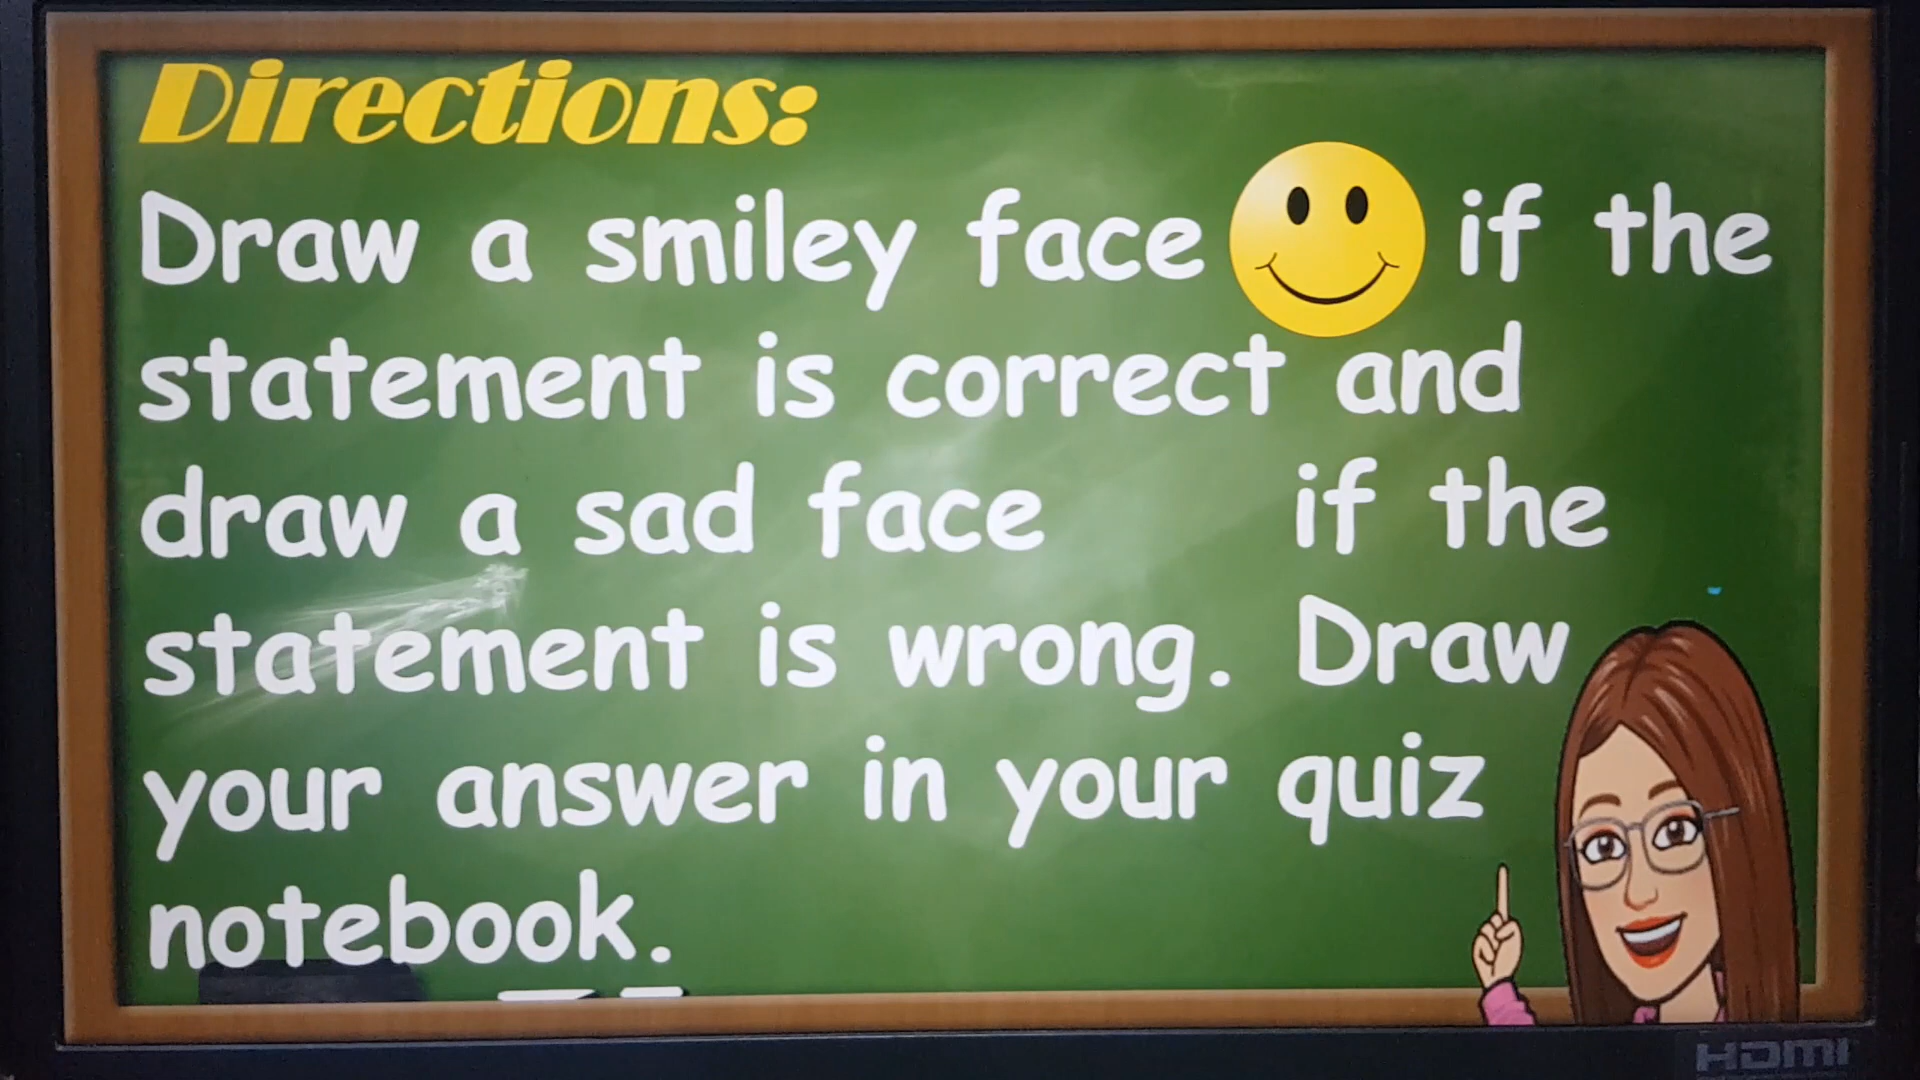 Directions:
Draw a smiley face if the
statement is correct and
draw a sad face if the
statement is wrong. Draw
your answer in your quiz
notebook.
HDMI